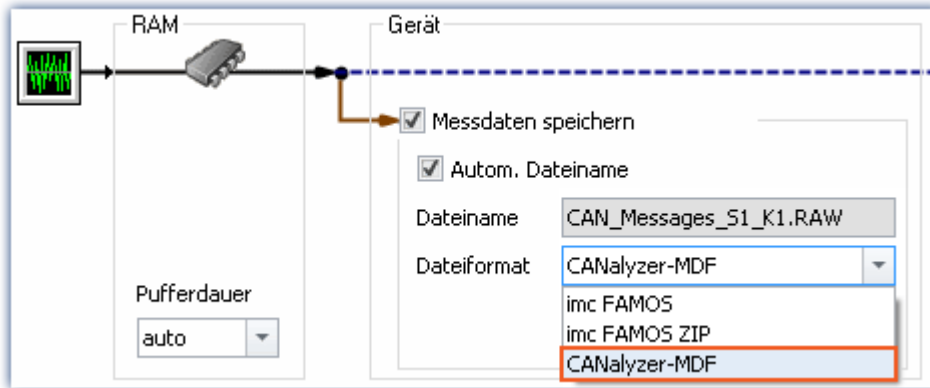 RAM
Gerät
Messdaten speichern
Autom. Dateiname
Dateiname CAN_Messages_S1_K1.RAW
Dateiformat CANalyzer-MDF
imc FAMOS
imc FAMOS ZIP
CANalyzer-MDF
Pufferdauer
auto